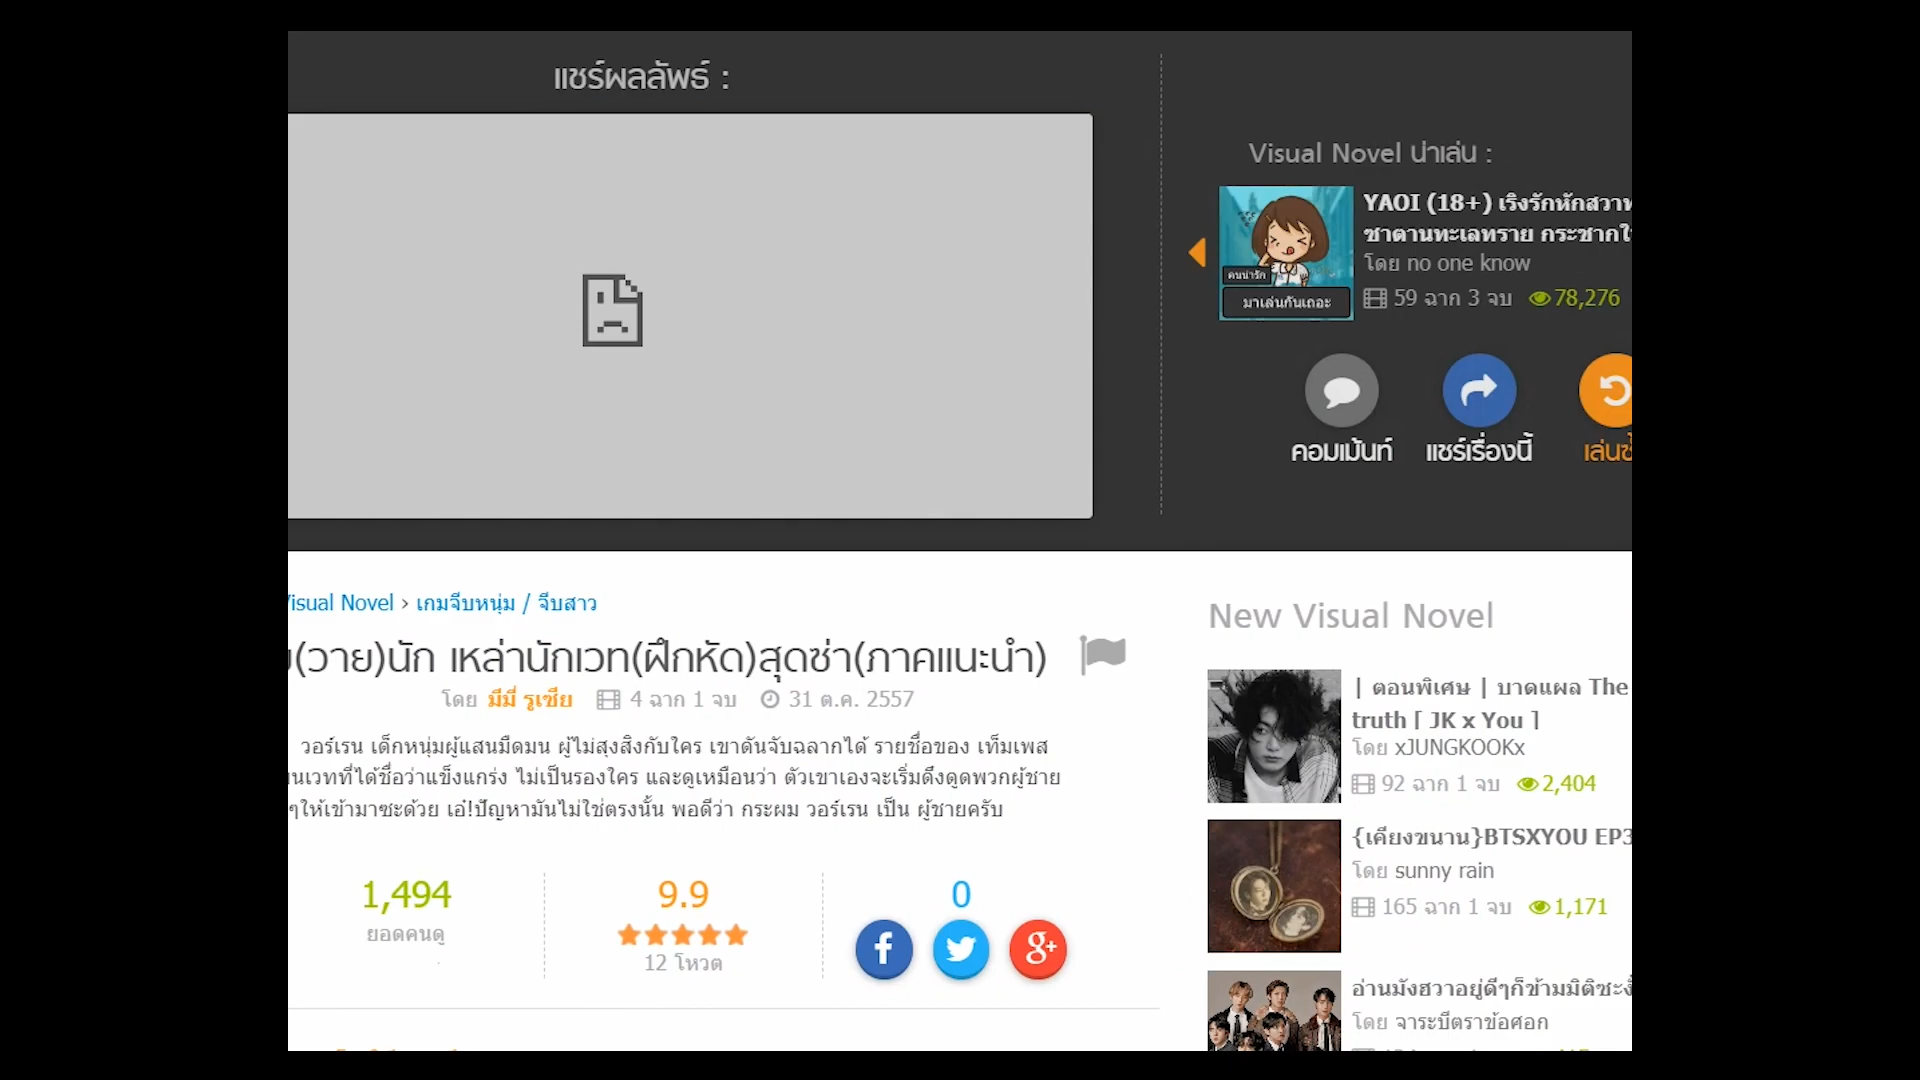 แชร์ผลลัพธ์ :
Visual Novel น่าเล่น :
YAOI (18+) เริงรักหักสวาท
ซาตานทะเลทราย กระชากใ
โดย no one know
59 ฉาก 3 จบ 78,276
คนน่ารัก
มาเล่นกันเถอะ
คอมเม้นท์ แชร์เรื่องนี้ เล่นซ้
Visual Novel › เกมจีบหนุ่ม / จีบสาว
(วาย)นัก เหล่านักเวท(ฝึกหัด)สุดซ่า(ภาคแนะนำ)
โดย มีมี่ รูเซีย 4 ฉาก 1 จบ 31 ต.ค. 2557
วอร์เรน เด็กหนุ่มผู้แสนมืดมน ผู้ไม่สุงสิงกับใคร เขาดันจับฉลากได้ รายชื่อของ เท็มเพส
นเวทที่ได้ชื่อว่าแข็งแกร่ง ไม่เป็นรองใคร และดูเหมือนว่า ตัวเขาเองจะเริ่มดึงดูดพวกผู้ชาย
ๆให้เข้ามาซะด้วย เอ๋!ปัญหามันไม่ใช่ตรงนั้น พอดีว่า กระผม วอร์เรน เป็น ผู้ชายครับ
1,494
ยอดคนดู
9.9
12 โหวต
0
New Visual Novel
| ตอนพิเศษ | บาดแผล The
truth [ JK x You ]
โดย xJUNGKOOKx
92 ฉาก 1 จบ 2,404
{เคียงขนาน}BTSXYOU EP3
โดย sunny rain
165 ฉาก 1 จบ 1,171
อ่านมังฮวาอยู่ดีๆก็ข้ามมิติซะงั้
โดย จาระบีตราข้อศอก